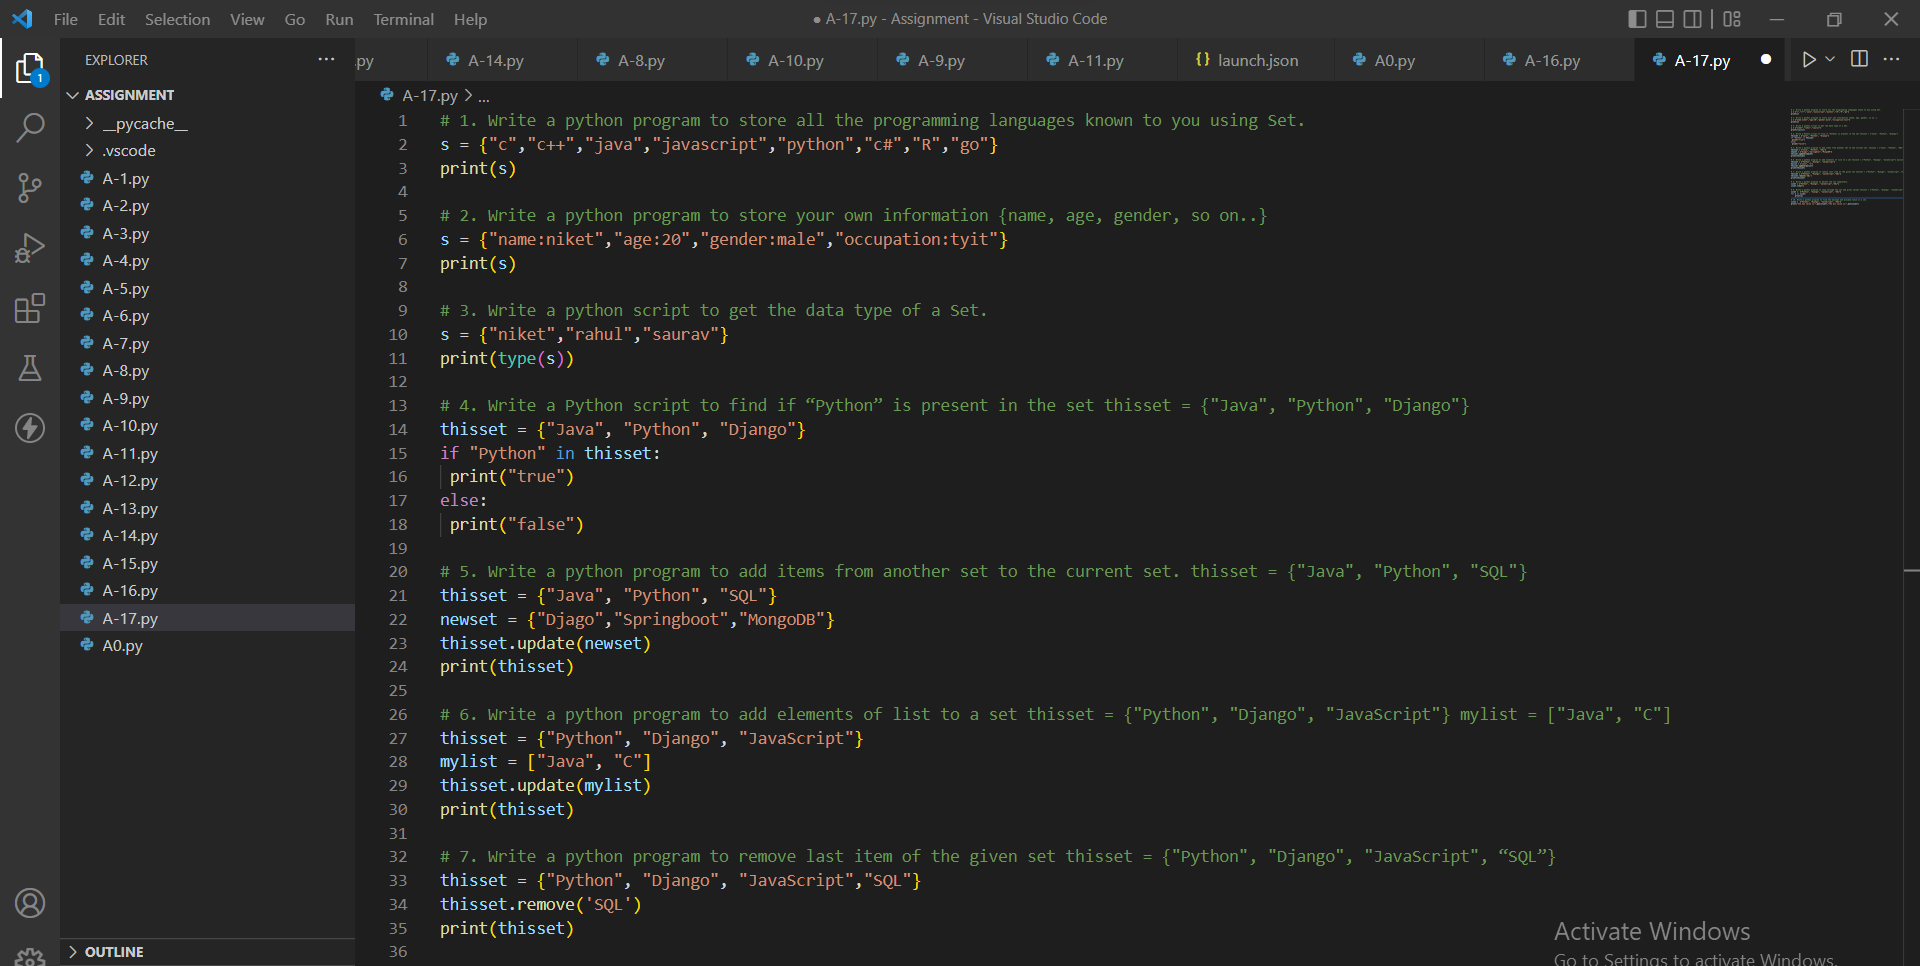 File Edit Selection View Go Run Terminal Help
● A-17.py - Assignment - Visual Studio Code
EXPLORER
.py
A-14.py
A-8.py
A-10.py
A-9.py
A-11.py
{} launch.json
A0.py
A-16.py
A-17.py
1
ASSIGNMENT
__pycache__
.vscode
A-1.py
A-2.py
A-3.py
A-4.py
A-5.py
A-6.py
A-7.py
A-8.py
A-9.py
A-10.py
A-11.py
A-12.py
A-13.py
A-14.py
A-15.py
A-16.py
A-17.py
A0.py
OUTLINE
A-17.py > ...
1 # 1. Write a python program to store all the programming languages known to you using Set.
2 s = {"c","c++","java","javascript","python","c#","R","go"}
3 print(s)
4
5 # 2. Write a python program to store your own information {name, age, gender, so on..}
6 s = {"name:niket","age:20","gender:male","occupation:tyit"}
7 print(s)
8
9 # 3. Write a python script to get the data type of a Set.
10 s = {"niket","rahul","saurav"}
11 print(type(s))
12
13 # 4. Write a Python script to find if “Python” is present in the set thisset = {"Java", "Python", "Django"}
14 thisset = {"Java", "Python", "Django"}
15 if "Python" in thisset:
16  print("true")
17 else:
18  print("false")
19
20 # 5. Write a python program to add items from another set to the current set. thisset = {"Java", "Python", "SQL"}
21 thisset = {"Java", "Python", "SQL"}
22 newset = {"Djago","Springboot","MongoDB"}
23 thisset.update(newset)
24 print(thisset)
25
26 # 6. Write a python program to add elements of list to a set thisset = {"Python", "Django", "JavaScript"} mylist = ["Java", "C"]
27 thisset = {"Python", "Django", "JavaScript"}
28 mylist = ["Java", "C"]
29 thisset.update(mylist)
30 print(thisset)
31
32 # 7. Write a python program to remove last item of the given set thisset = {"Python", "Django", "JavaScript", “SQL”}
33 thisset = {"Python", "Django", "JavaScript","SQL"}
34 thisset.remove('SQL')
35 print(thisset)
36
Activate Windows
Go to Settings to activate Windows.